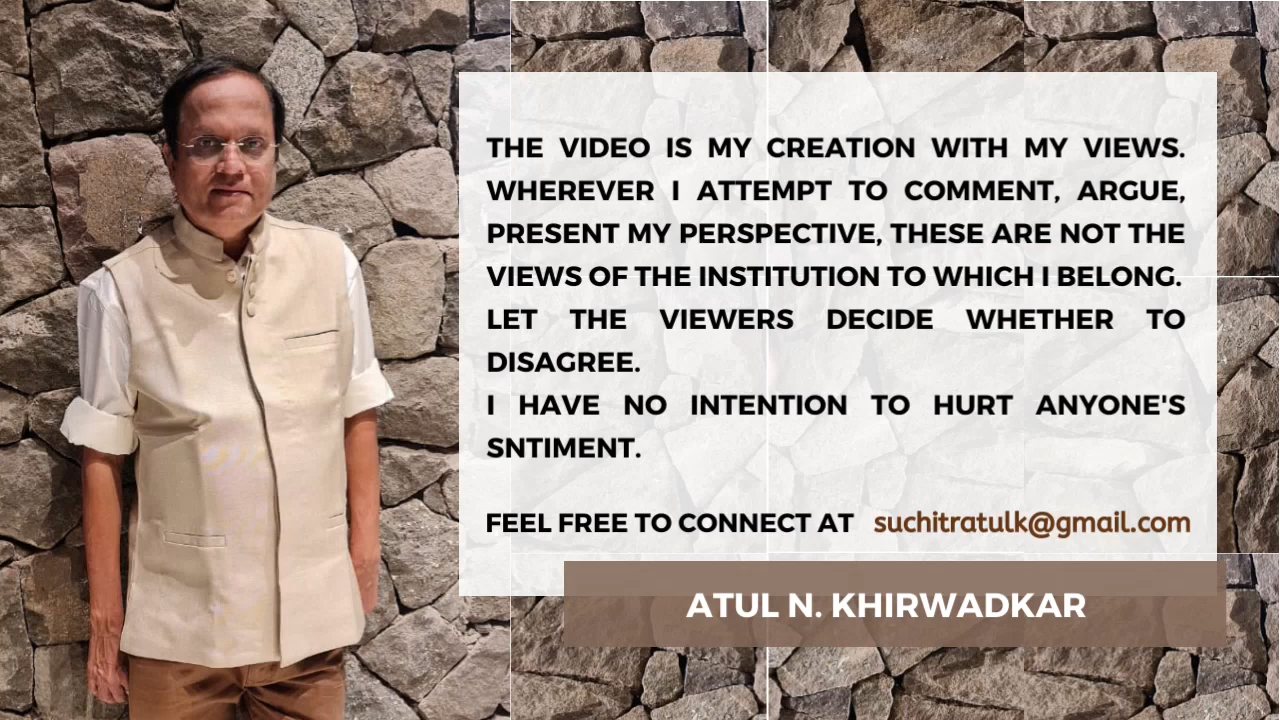 THE VIDEO IS MY CREATION WITH MY VIEWS.
WHEREVER I ATTEMPT TO COMMENT, ARGUE,
PRESENT MY PERSPECTIVE, THESE ARE NOT THE
VIEWS OF THE INSTITUTION TO WHICH I BELONG.
LET THE VIEWERS DECIDE WHETHER TO
DISAGREE.
I HAVE NO INTENTION TO HURT ANYONE'S
SNTIMENT.
FEEL FREE TO CONNECT AT suchitratulk@gmail.com
ATUL N. KHIRWADKAR